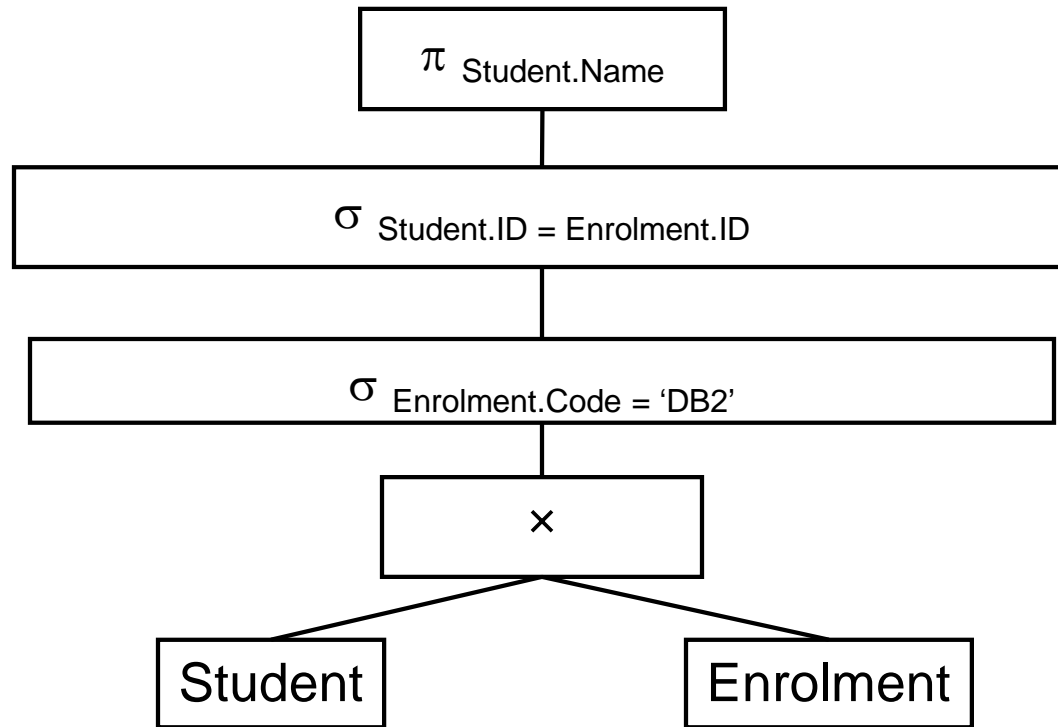 π Student.Name
σ Student.ID = Enrolment.ID
σ Enrolment.Code = ‘DB2’
×
Student
Enrolment